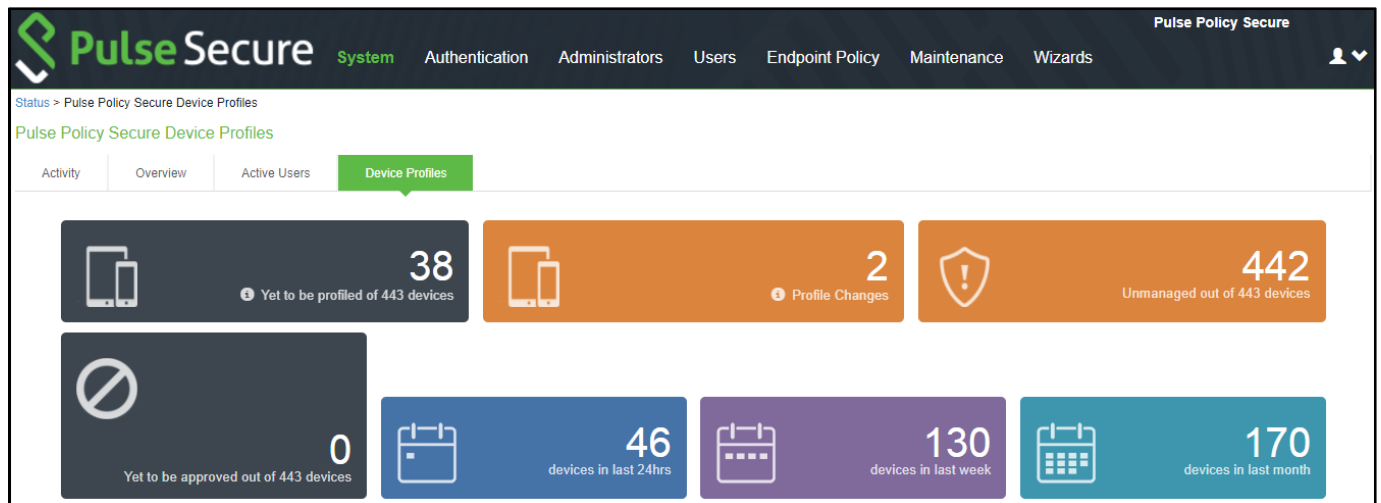 Pulse Policy Secure
Pulse Secure
System Authentication Administrators Users Endpoint Policy Maintenance Wizards
Status > Pulse Policy Secure Device Profiles
Pulse Policy Secure Device Profiles
Activity Overview Active Users Device Profiles
38
Yet to be profiled of 443 devices
2
Profile Changes
442
Unmanaged out of 443 devices
0
Yet to be approved out of 443 devices
46
devices in last 24hrs
130
devices in last week
170
devices in last month